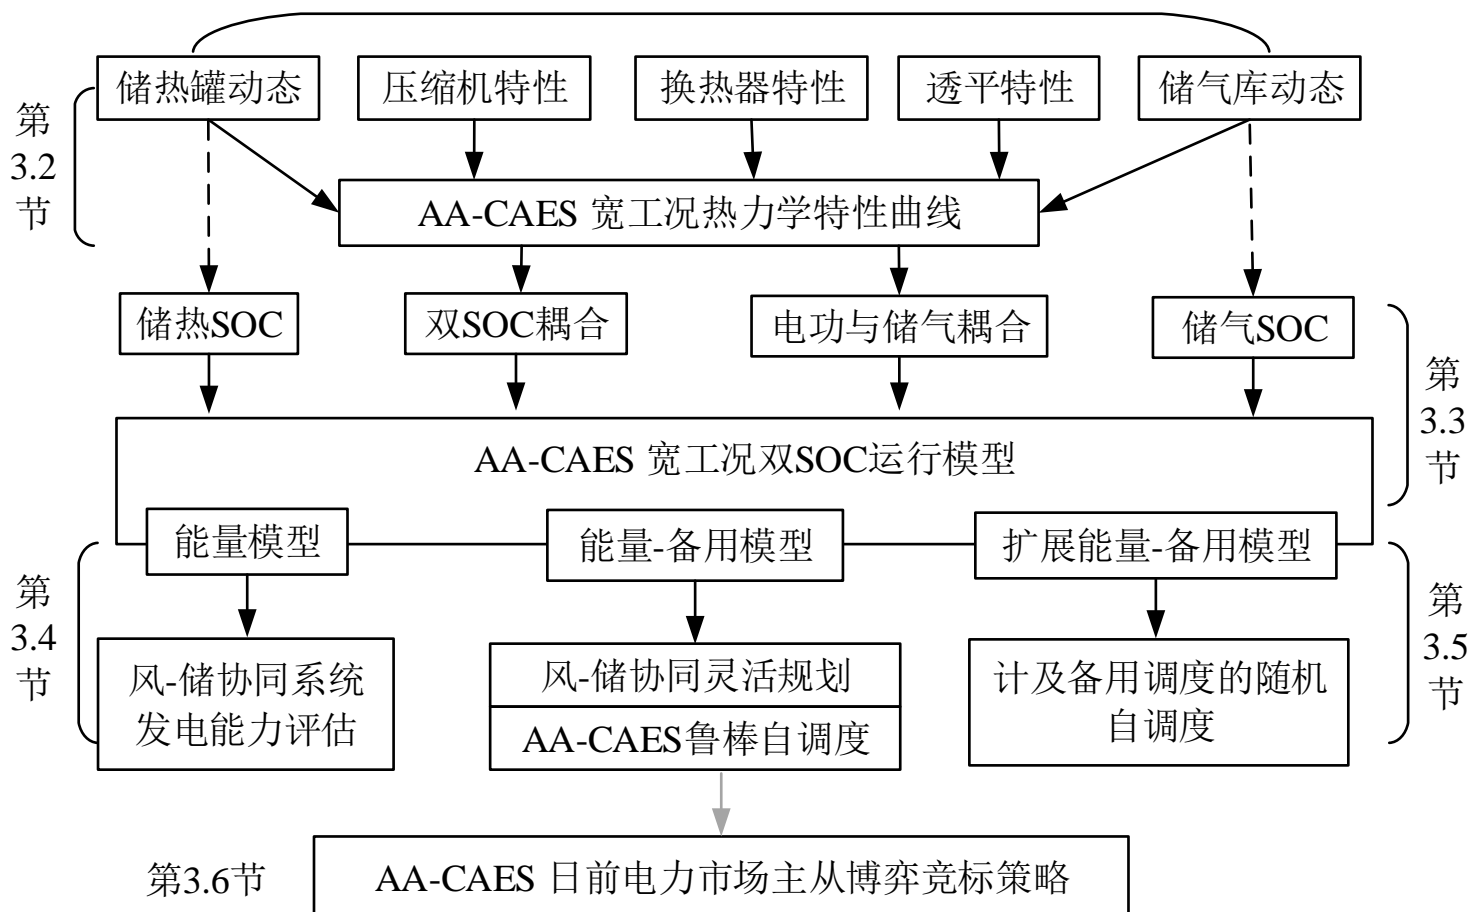 储热罐动态
压缩机特性
换热器特性
透平特性
储气库动态
第
3.2
节
AA-CAES 宽工况热力学特性曲线
储热SOC
双SOC耦合
电功与储气耦合
储气SOC
第
3.3
节
AA-CAES 宽工况双SOC运行模型
能量模型
能量-备用模型
扩展能量-备用模型
第
3.4
节
风-储协同系统
发电能力评估
风-储协同灵活规划
AA-CAES鲁棒自调度
计及备用调度的随机
自调度
第
3.5
节
第3.6节
AA-CAES 日前电力市场主从博弈竞标策略